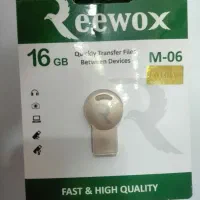 Reewox
16 GB
Quickly Transfer Files
Between Devices
M-06
FAST & HIGH QUALITY